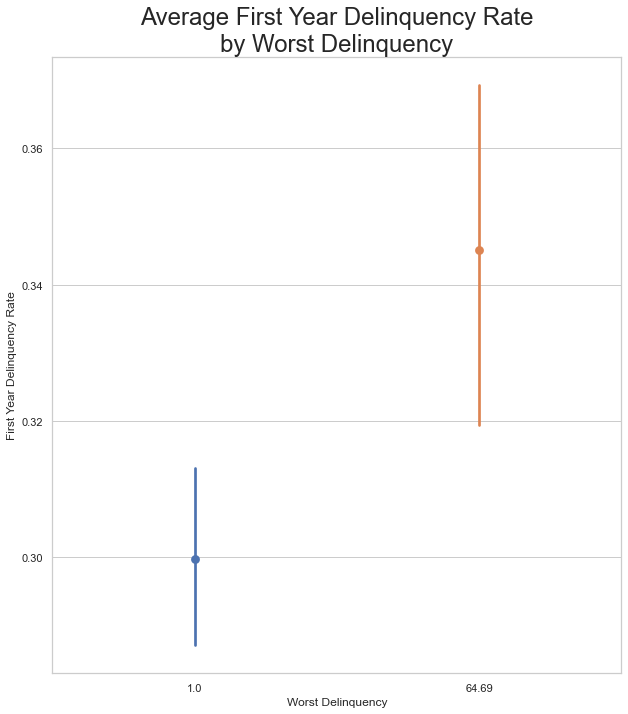 Average First Year Delinquency Rate
by Worst Delinquency
First Year Delinquency Rate
0.36
0.34
0.32
0.30
1.0
64.69
Worst Delinquency